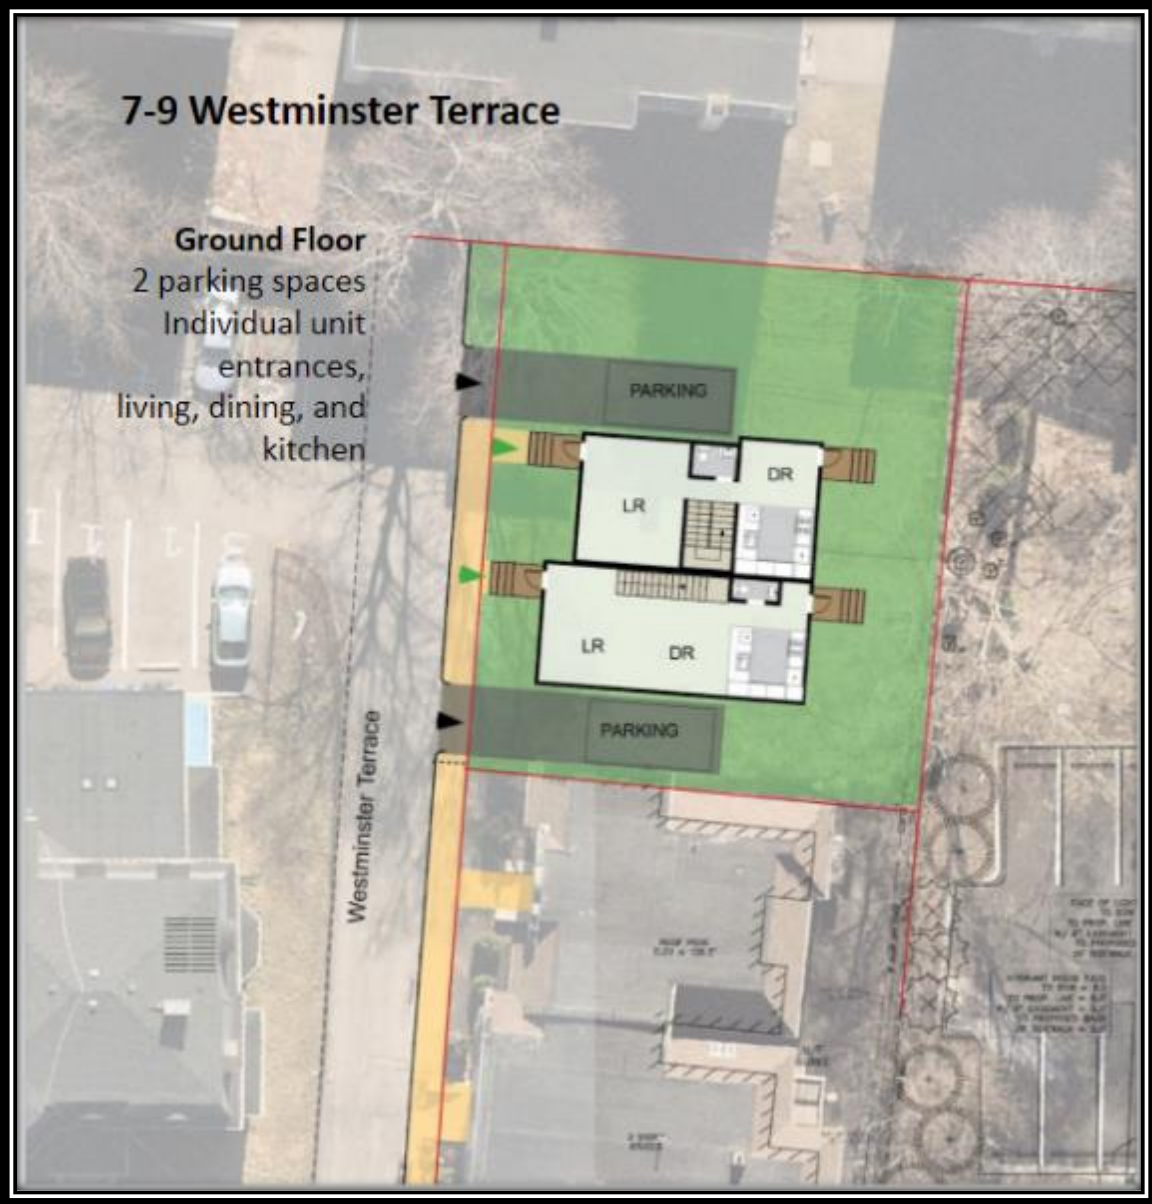 7-9 Westminster Terrace
Ground Floor
2 parking spaces
Individual unit
entrances,
living, dining, and
kitchen
PARKING
DR
LR
LR
DR
PARKING
Westminster Terrace